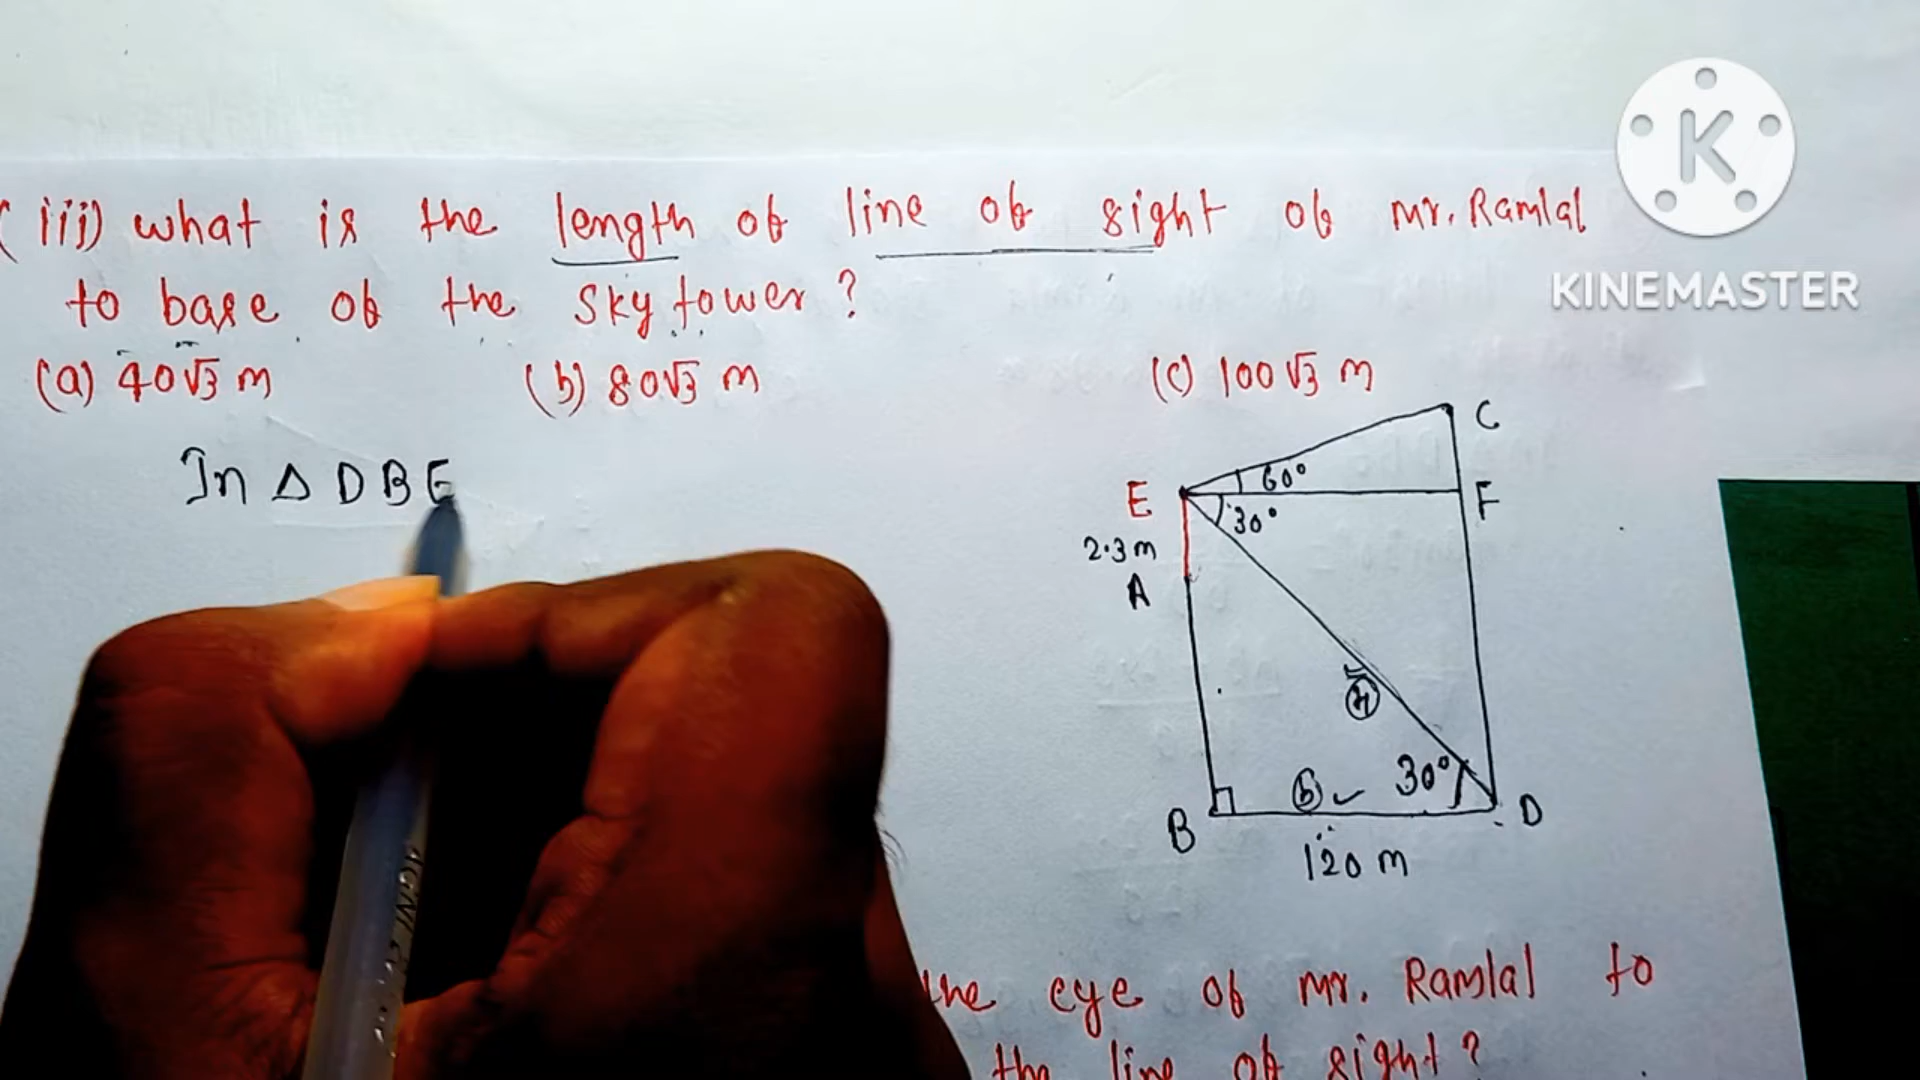 (iii) what is the length of line of sight of mr. Ramlal
to base of the Sky tower?
(a) 40√3 m (b) 80√3 m (c) 100√3 m
In Δ DBE
C
E 60° F
30°
2.3 m
A
h
b 30°
B D
120 m
the eye of mr. Ramlal to
the line of sight?
K
KINEMASTER